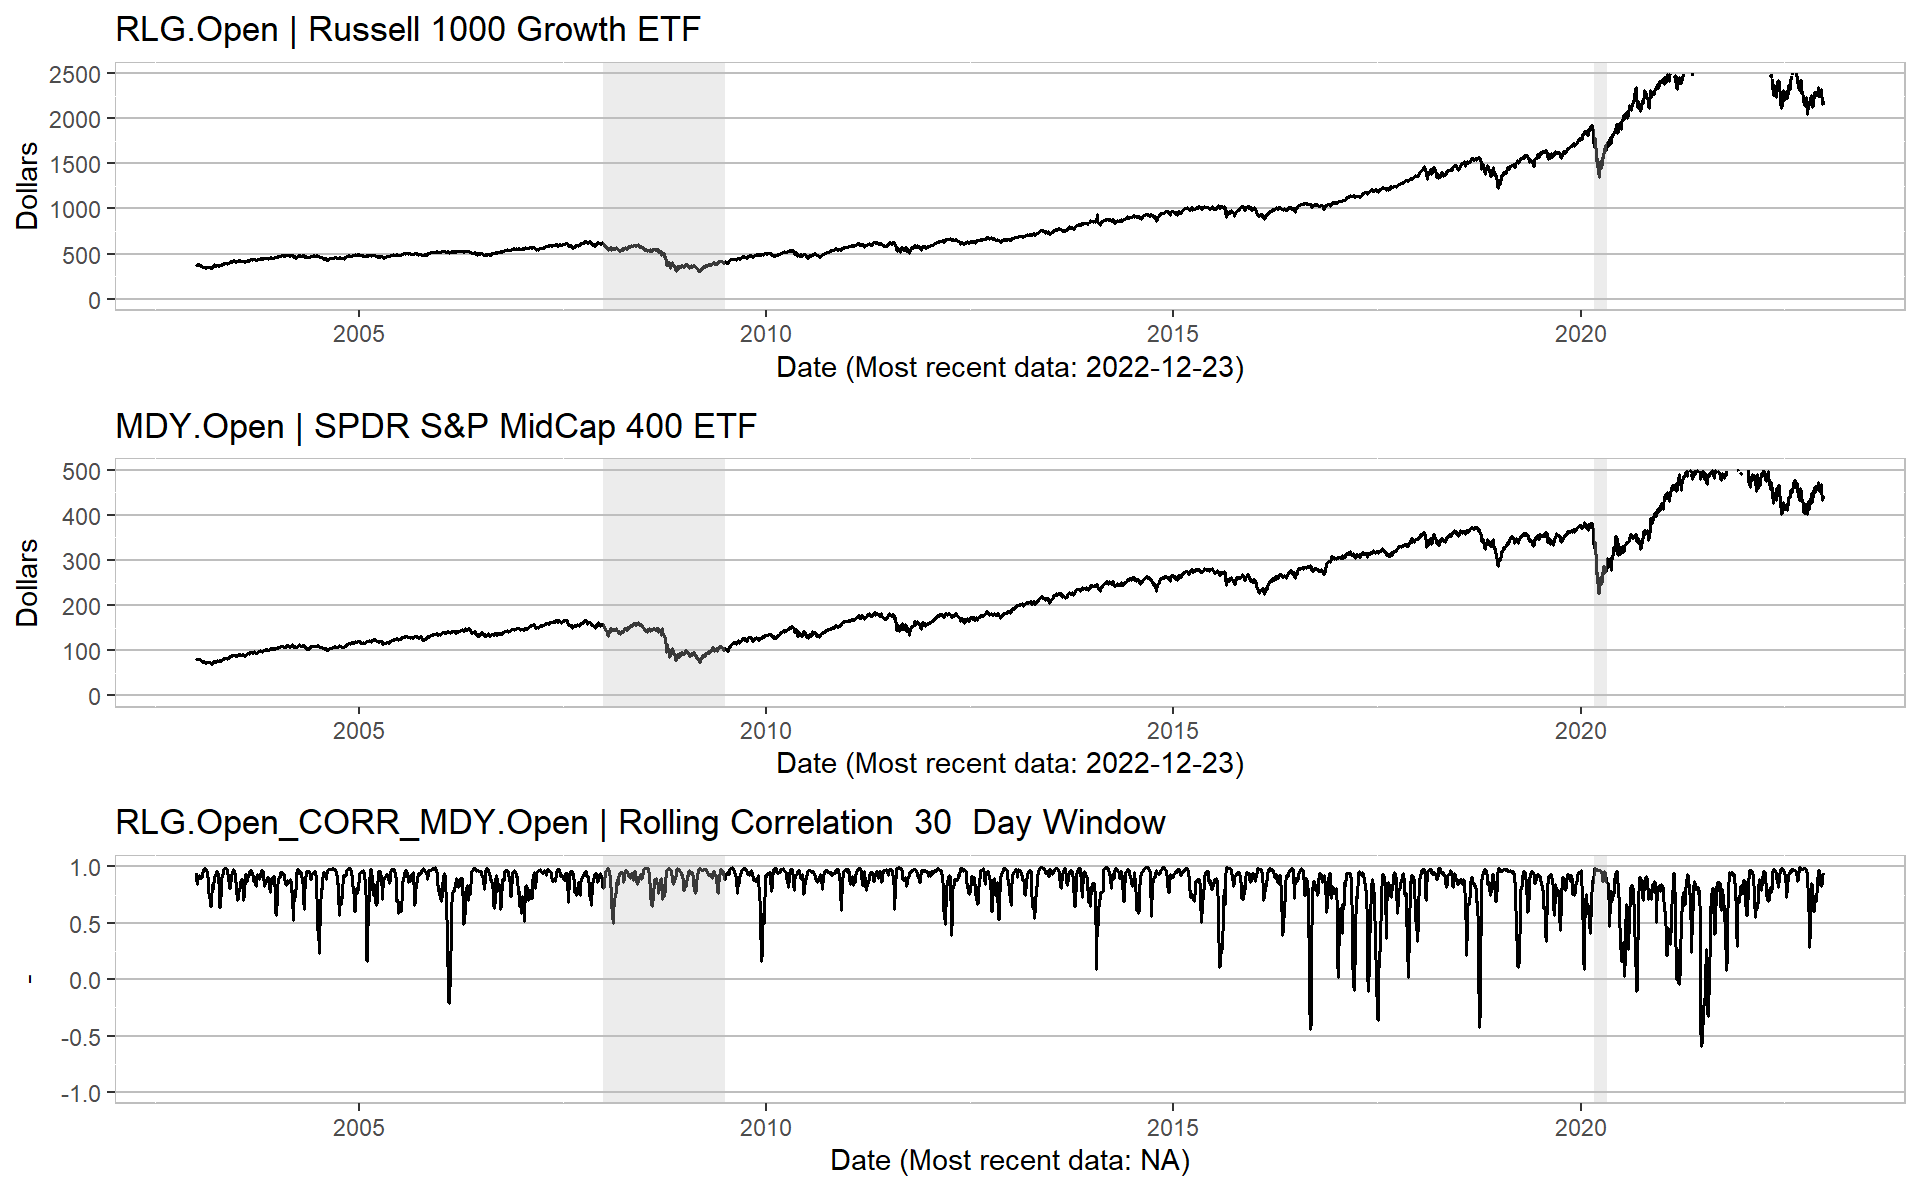 RLG.Open | Russell 1000 Growth ETF
2500
2000
1500
1000
500
0
Dollars
2005 2010 2015 2020
Date (Most recent data: 2022-12-23)
MDY.Open | SPDR S&P MidCap 400 ETF
500
400
300
200
100
0
Dollars
2005 2010 2015 2020
Date (Most recent data: 2022-12-23)
RLG.Open_CORR_MDY.Open | Rolling Correlation  30  Day Window
1.0
0.5
0.0
-0.5
-1.0
-
2005 2010 2015 2020
Date (Most recent data: NA)